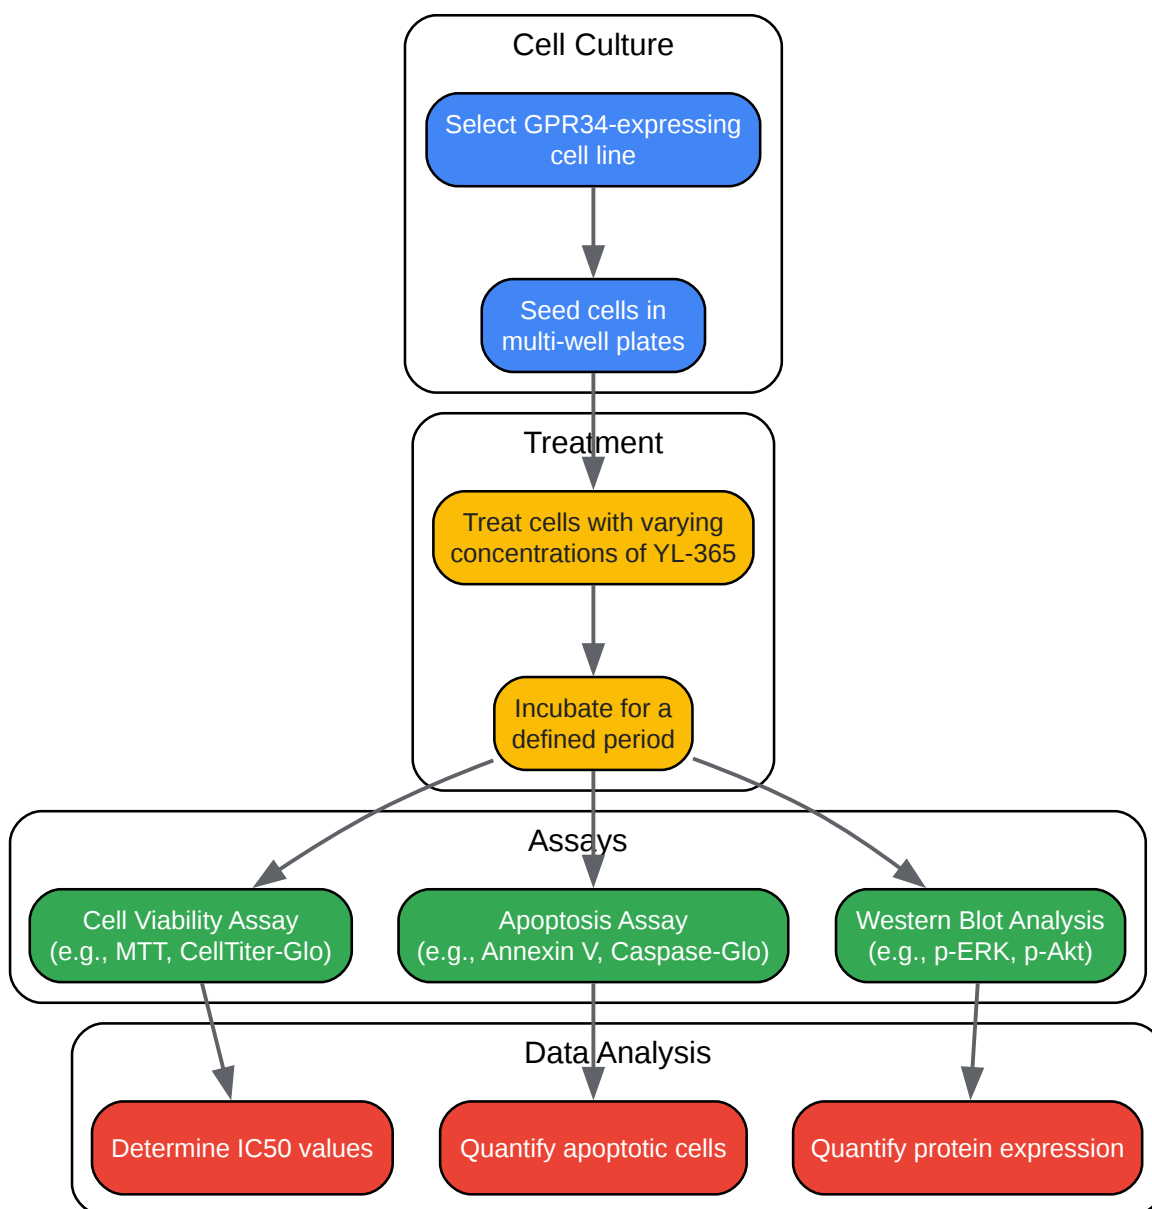 Cell Culture
Select GPR34-expressing
cell line
Seed cells in
multi-well plates
Treatment
Treat cells with varying
concentrations of YL-365
Incubate for a
defined period
Assays
Cell Viability Assay
(e.g., MTT, CellTiter-Glo)
Apoptosis Assay
(e.g., Annexin V, Caspase-Glo)
Western Blot Analysis
(e.g., p-ERK, p-Akt)
Data Analysis
Determine IC50 values
Quantify apoptotic cells
Quantify protein expression